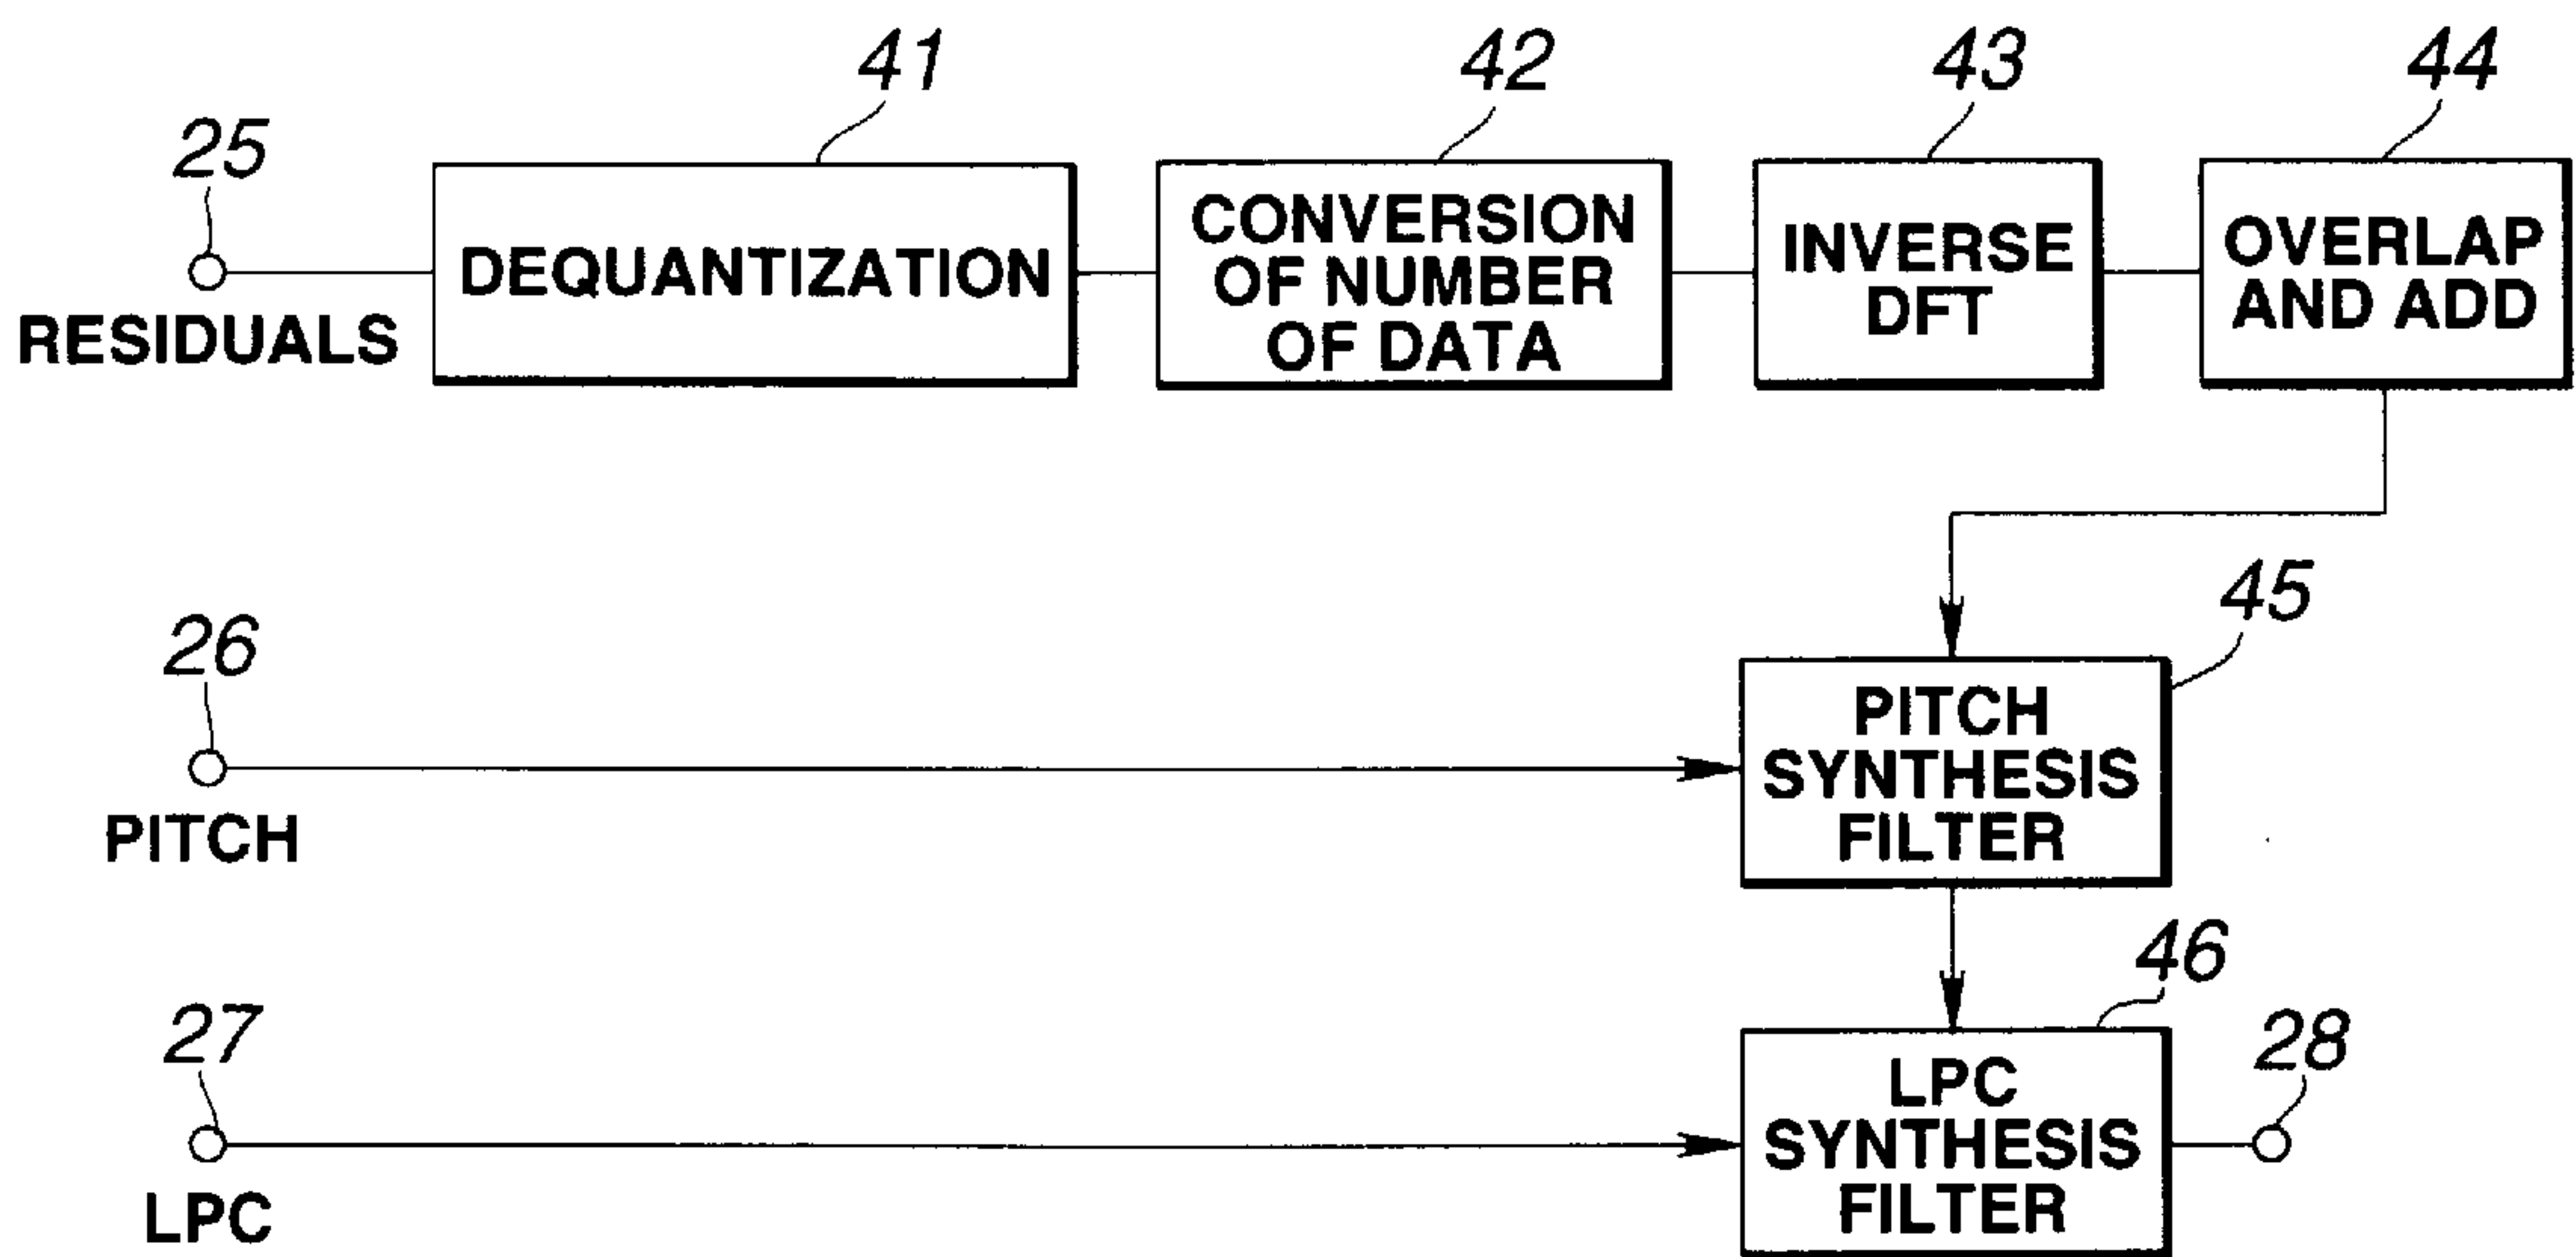 41
42
43
44
25
DEQUANTIZATION
CONVERSION
OF NUMBER
OF DATA
INVERSE
DFT
OVERLAP
AND ADD
RESIDUALS
45
26
PITCH
SYNTHESIS
FILTER
PITCH
46
27
28
LPC
SYNTHESIS
FILTER
LPC